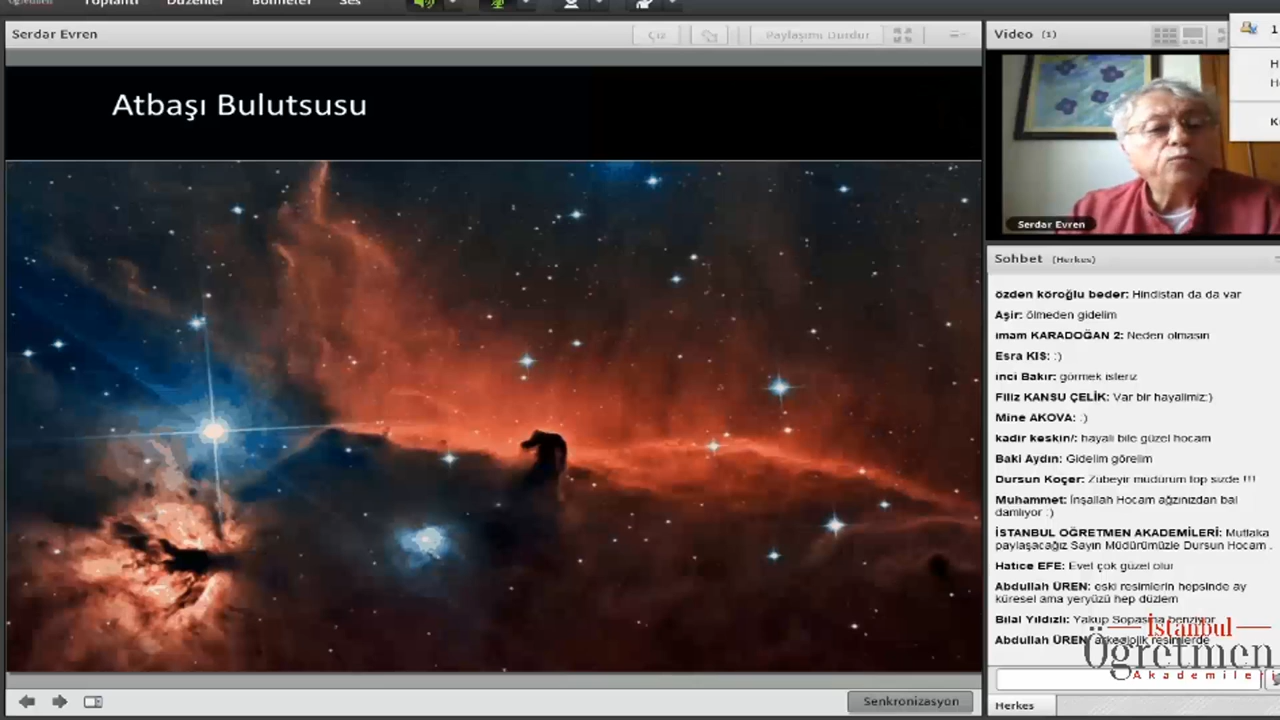 Öğretmen Toplantı Düzenler Bölmeler Ses
Serdar Evren
Çiz
Paylaşımı Durdur
Video (1)
1
Atbaşı Bulutsusu
Serdar Evren
Sohbet (Herkes)
özden köroğlu beder: Hindistan da da var
Aşir: ölmeden gidelim
imam KARADOĞAN 2: Neden olmasın
Esra KIS: :)
inci Bakır: görmek isteriz
Filiz KANSU ÇELİK: Var bir hayalimiz:)
Mine AKOVA: :)
kadir keskin/: hayali bile güzel hocam
Baki Aydın: Gidelim görelim
Dursun Koçer: Zübeyir müdürüm top sizde !!!
Muhammet: İnşallah Hocam ağzınızdan bal
damlıyor :)
İSTANBUL ÖĞRETMEN AKADEMİLERİ: Mutlaka
paylaşacağız Sayın Müdürümüzle Dursun Hocam .
Hatice EFE: Evet çok güzel olur
Abdullah ÜREN: eski resimlerin hepsinde ay
küresel ama yeryüzü hep düzlem
Bilal Yıldızlı: Yakup Sopasına benziyor
Abdullah ÜREN: arkeolojik resimlerde
İstanbul
Öğretmen
Akademileri
Senkronizasyon
Herkes